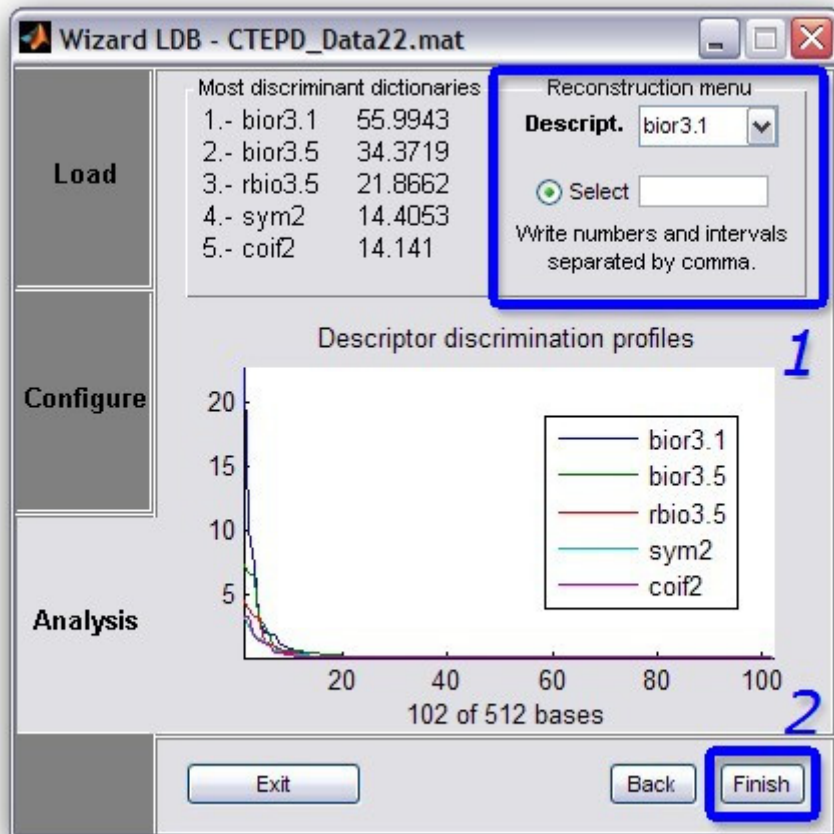 Wizard LDB - CTEPD_Data22.mat
Load
Configure
Analysis
Most discriminant dictionaries
1.- bior3.1 55.9943
2.- bior3.5 34.3719
3.- rbio3.5 21.8662
4.- sym2 14.4053
5.- coif2 14.141
Reconstruction menu
Descript. bior3.1
Select
Write numbers and intervals
separated by comma.
1
Descriptor discrimination profiles
20
15
10
5
bior3.1
bior3.5
rbio3.5
sym2
coif2
20 40 60 80 100
102 of 512 bases
2
Exit Back Finish